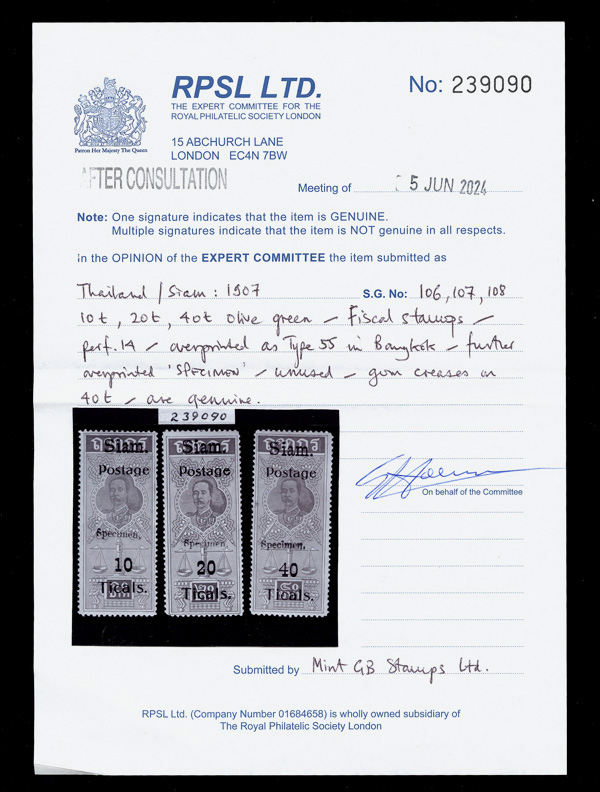 RPSL LTD.
THE EXPERT COMMITTEE FOR THE
ROYAL PHILATELIC SOCIETY LONDON
15 ABCHURCH LANE
LONDON EC4N 7BW
No: 239090
Patron Her Majesty The Queen
AFTER CONSULTATION
Meeting of 5 JUN 2024
Note: One signature indicates that the item is GENUINE.
Multiple signatures indicate that the item is NOT genuine in all respects.
In the OPINION of the EXPERT COMMITTEE the item submitted as
Thailand / Siam : 1907 S.G. No: 106, 107, 108
10t, 20t, 40t olive green – Fiscal stamps –
perf. 14 – overprinted as Type 55 in Bangkok – further
overprinted 'SPECIMEN' – unused – gum creases on
40t – are genuine.
239090
Siam. Siam. Siam.
Postage Postage Postage
Specimen. Specimen. Specimen.
10 20 40
Ticals. Ticals. Ticals.
On behalf of the Committee
Submitted by Mint GB Stamps Ltd.
RPSL Ltd. (Company Number 01684658) is wholly owned subsidiary of
The Royal Philatelic Society London